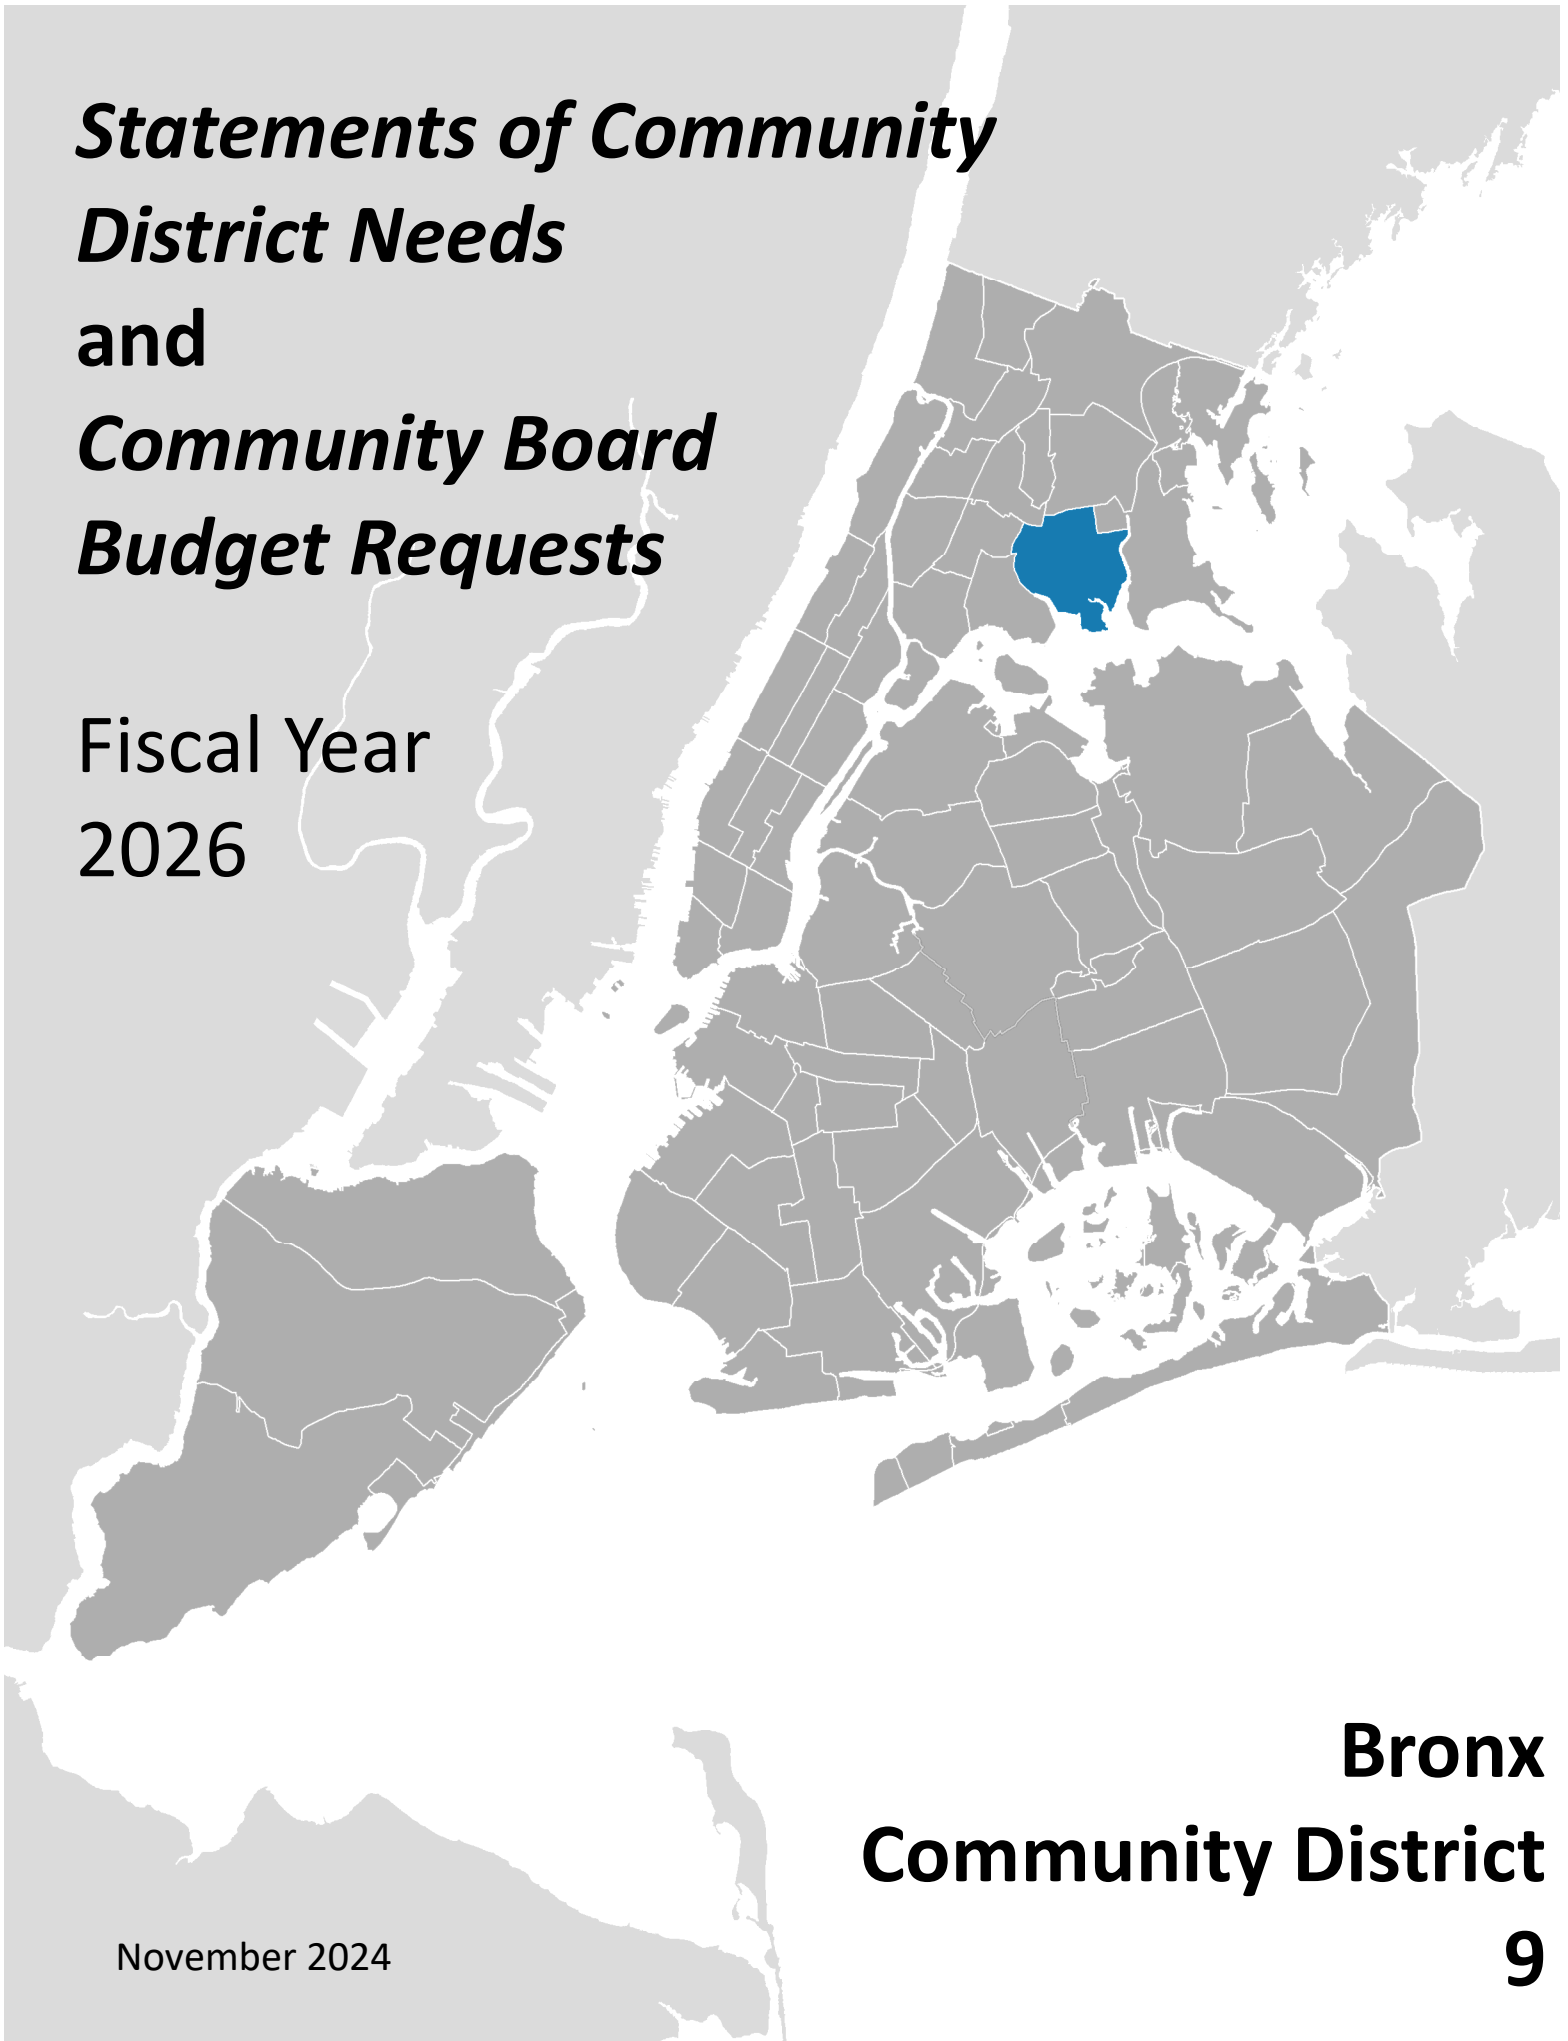 Statements of Community
District Needs
and
Community Board
Budget Requests
Fiscal Year
2026
Bronx
Community District
9
November 2024